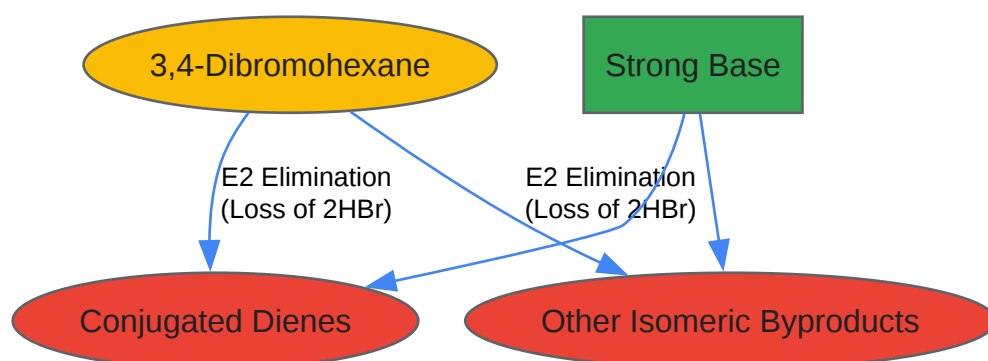 3,4-Dibromohexane
Strong Base
E2 Elimination
(Loss of 2HBr)
E2 Elimination
(Loss of 2HBr)
Conjugated Dienes
Other Isomeric Byproducts